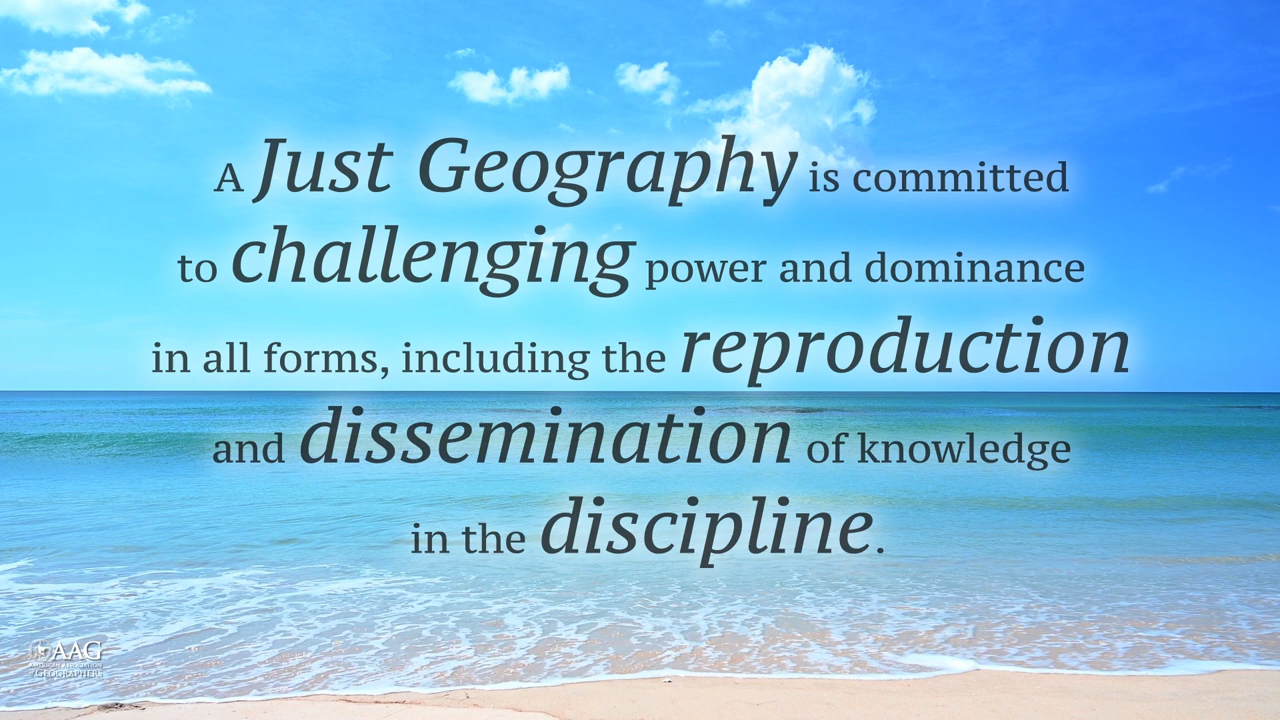 A Just Geography is committed
to challenging power and dominance
in all forms, including the reproduction
and dissemination of knowledge
in the discipline.
AAG
AMERICAN ASSOCIATION
of GEOGRAPHERS